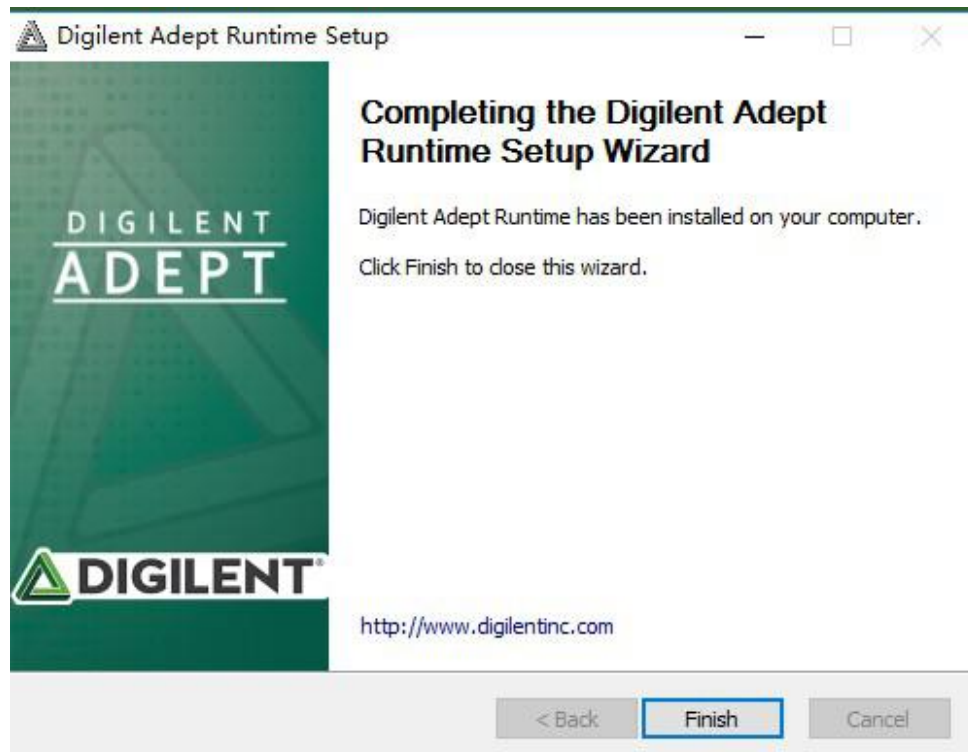 Digilent Adept Runtime Setup
Completing the Digilent Adept
Runtime Setup Wizard
Digilent Adept Runtime has been installed on your computer.
Click Finish to close this wizard.
DIGILENT
ADEPT
DIGILENT®
http://www.digilentinc.com
< Back
Finish
Cancel